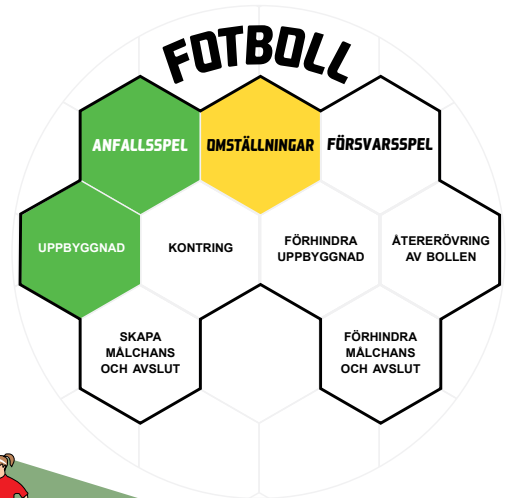 FOTBOLL
ANFALLSSPEL
OMSTÄLLNINGAR
FÖRSVARSSPEL
UPPBYGGNAD
KONTRING
FÖRHINDRA
UPPBYGGNAD
ÅTERERÖVRING
AV BOLLEN
SKAPA
MÅLCHANS
OCH AVSLUT
FÖRHINDRA
MÅLCHANS
OCH AVSLUT